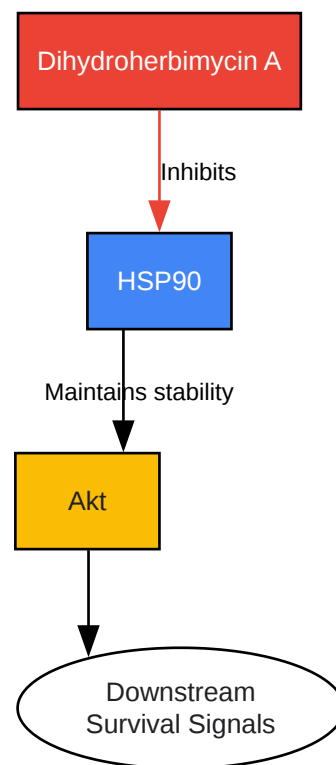 Dihydroherbimycin A
Inhibits
HSP90
Maintains stability
Akt
Downstream
Survival Signals